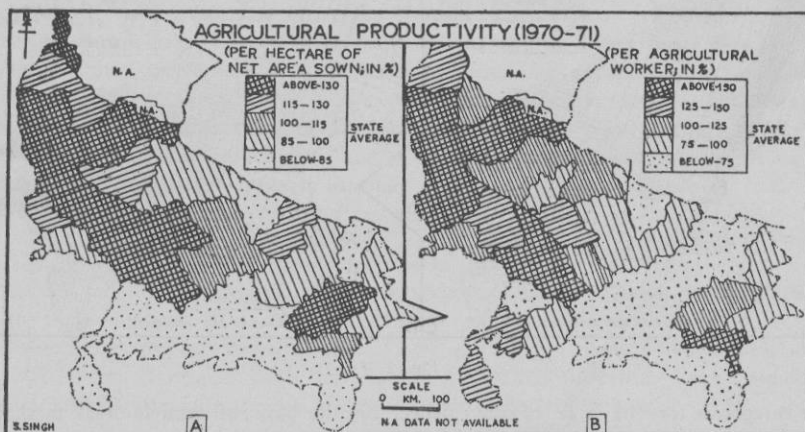 AGRICULTURAL PRODUCTIVITY (1970-71)
(PER HECTARE OF
NET AREA SOWN; IN %)
ABOVE-130
115-130
100-115
85-100
BELOW-85
STATE
AVERAGE
N.A.
N.A.
A
(PER AGRICULTURAL
WORKER; IN %)
ABOVE-150
125-150
100-125
75-100
BELOW-75
STATE
AVERAGE
N.A.
N.A.
B
SCALE
0 KM. 100
N·A DATA NOT AVAILABLE
S.SINGH